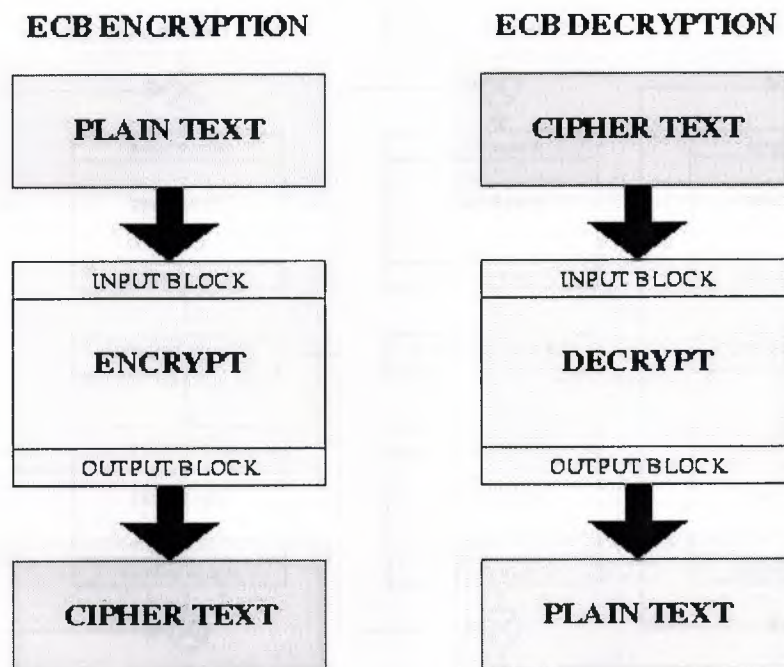 ECB ENCRYPTION
PLAIN TEXT
INPUT BLOCK
ENCRYPT
OUTPUT BLOCK
CIPHER TEXT
ECB DECRYPTION
CIPHER TEXT
INPUT BLOCK
DECRYPT
OUTPUT BLOCK
PLAIN TEXT